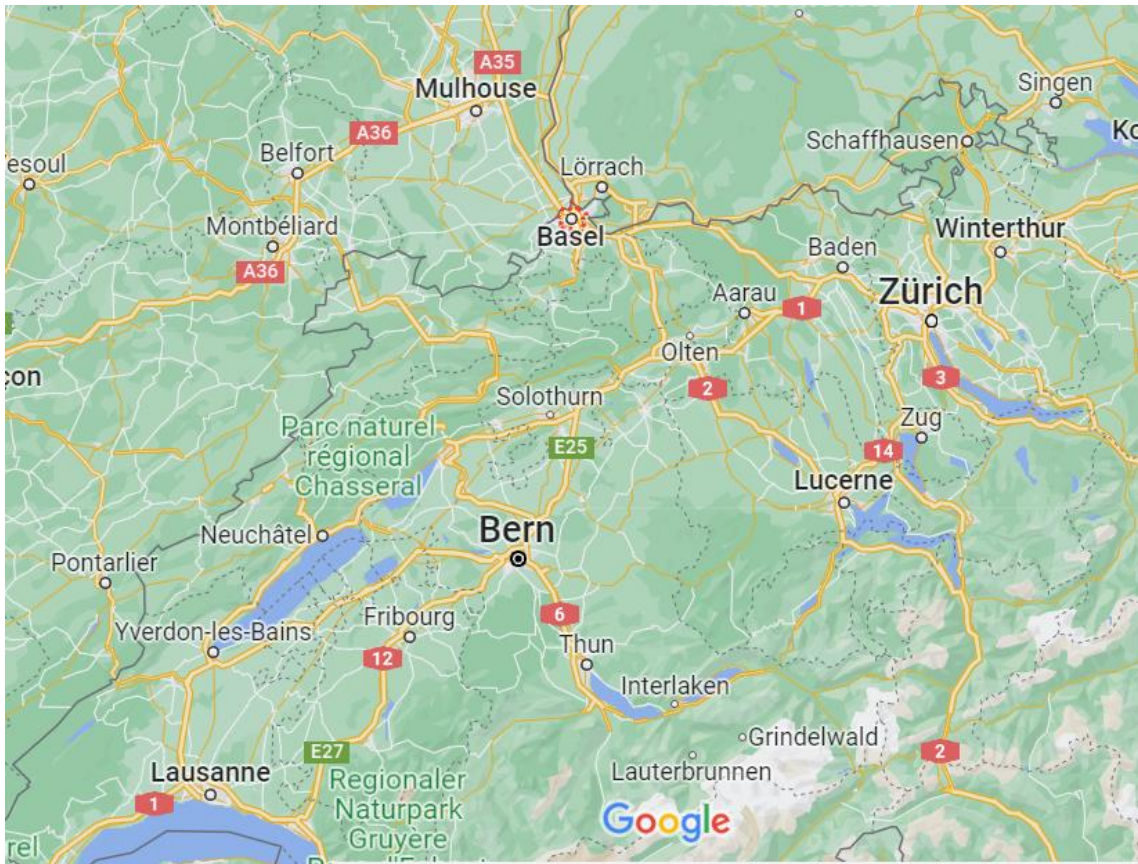 A35
Singen
Mulhouse
A36
Schaffhausen
Ko
Belfort
esoul
Lörrach
Montbéliard
Basel
Winterthur
Baden
A36
Aarau
Zürich
1
Olten
con
3
2
Solothurn
Zug
Parc naturel
régional
Chasseral
E25
14
Lucerne
Neuchâtel
Bern
Pontarlier
6
Fribourg
Yverdon-les-Bains
Thun
12
Interlaken
Grindelwald
E27
2
Lausanne
Lauterbrunnen
1
Regionaler
Naturpark
Gruyère
Google
rel